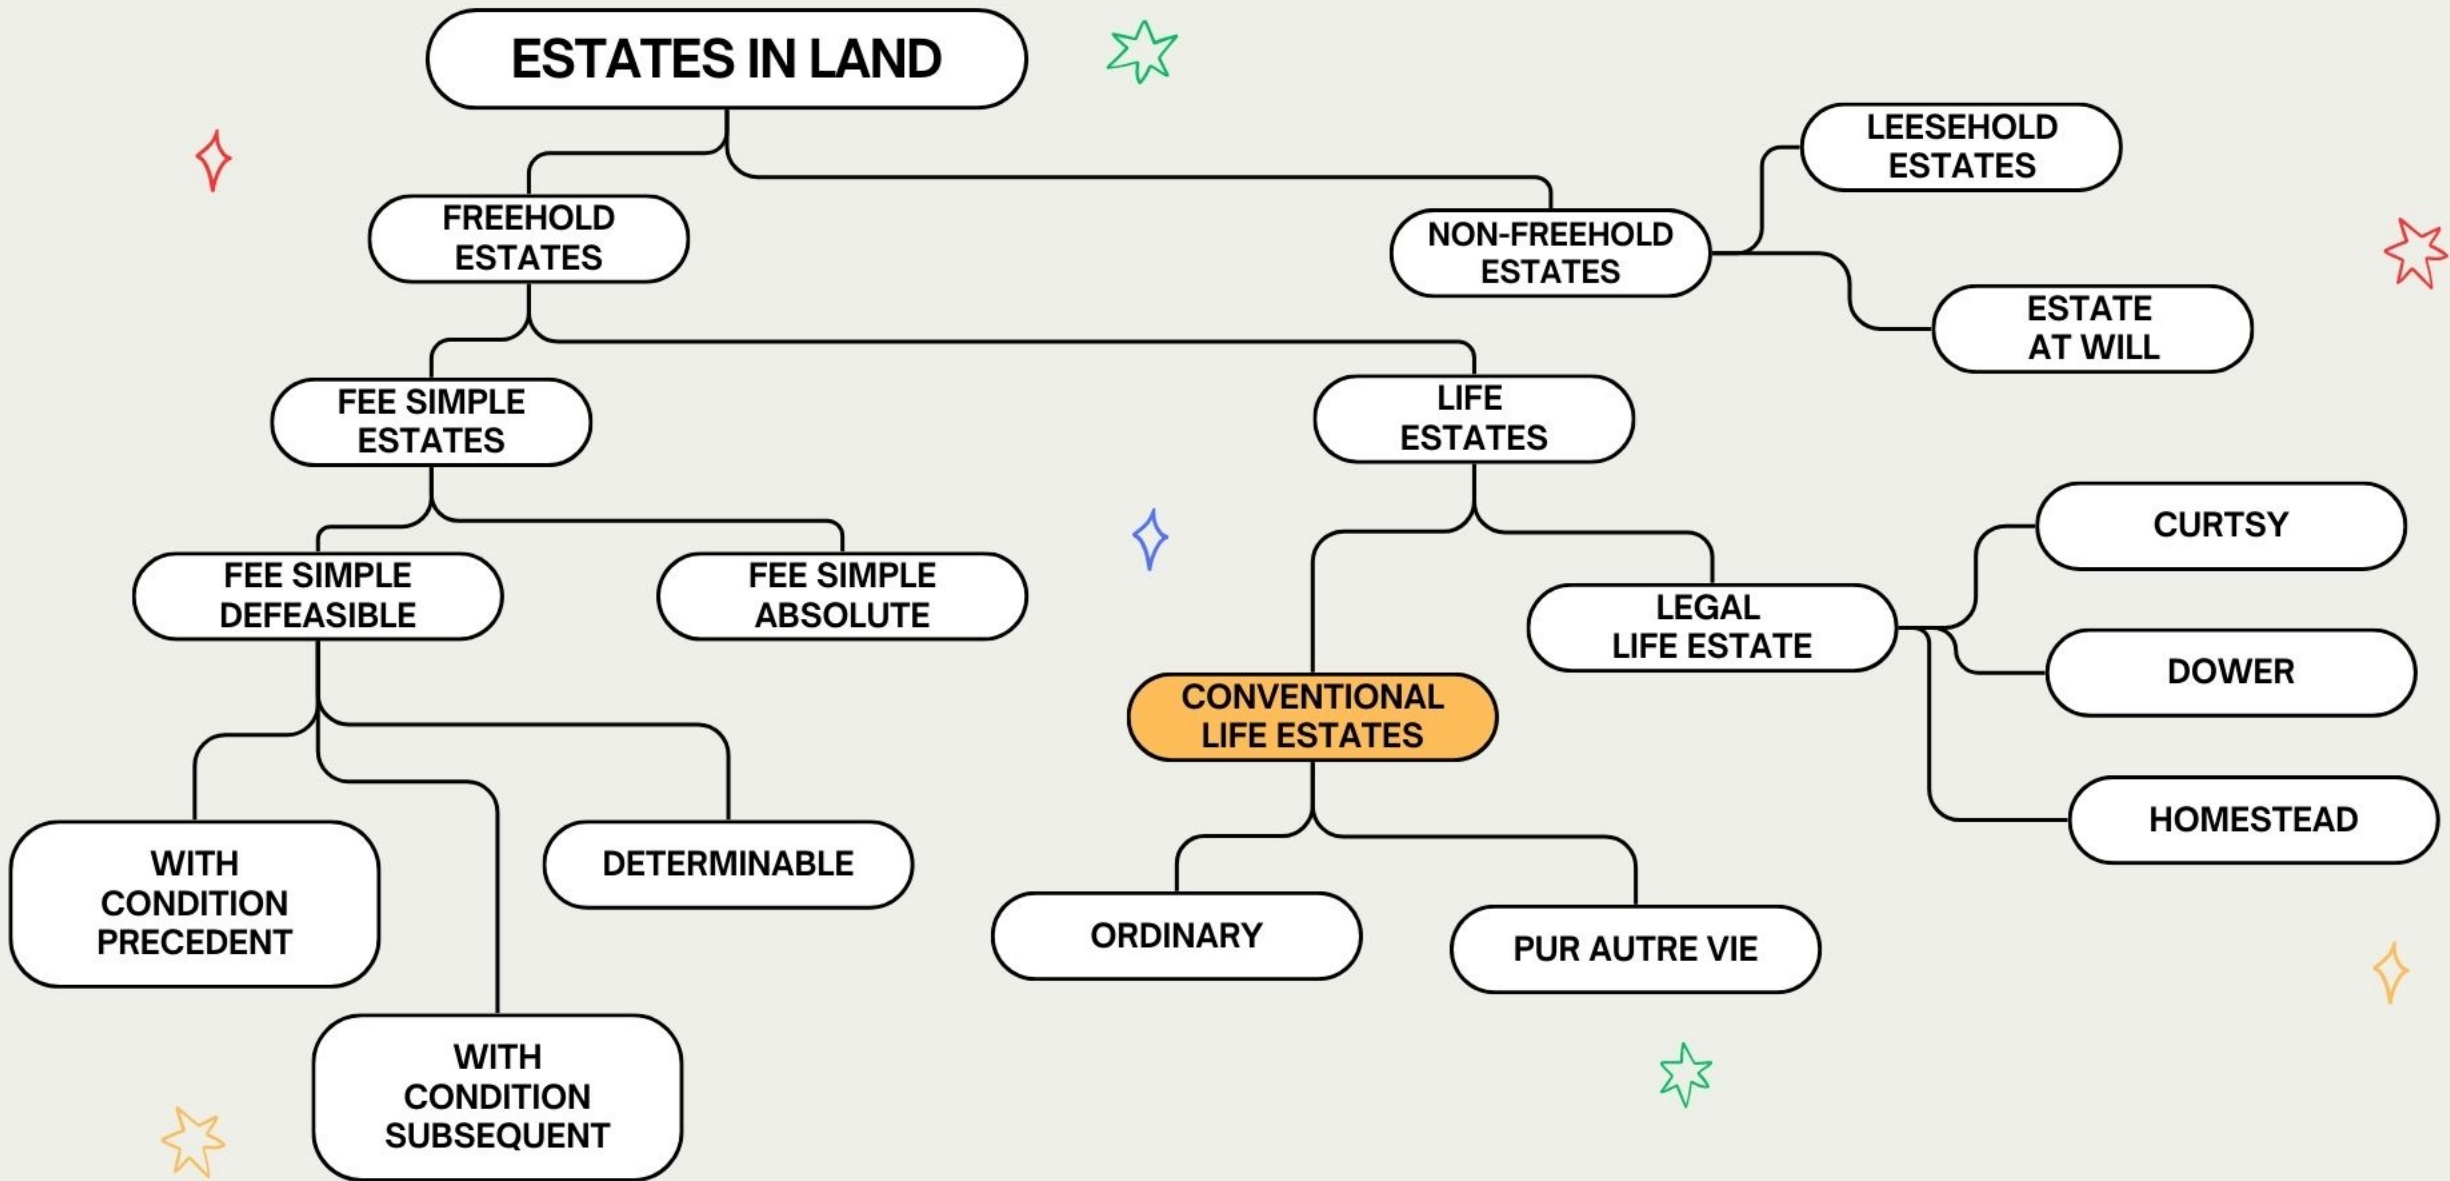 ESTATES IN LAND
LEESEHOLD
ESTATES
FREEHOLD
ESTATES
NON-FREEHOLD
ESTATES
ESTATE
AT WILL
FEE SIMPLE
ESTATES
LIFE
ESTATES
CURTSY
FEE SIMPLE
DEFEASIBLE
FEE SIMPLE
ABSOLUTE
LEGAL
LIFE ESTATE
DOWER
CONVENTIONAL
LIFE ESTATES
HOMESTEAD
WITH
CONDITION
PRECEDENT
DETERMINABLE
ORDINARY
PUR AUTRE VIE
WITH
CONDITION
SUBSEQUENT